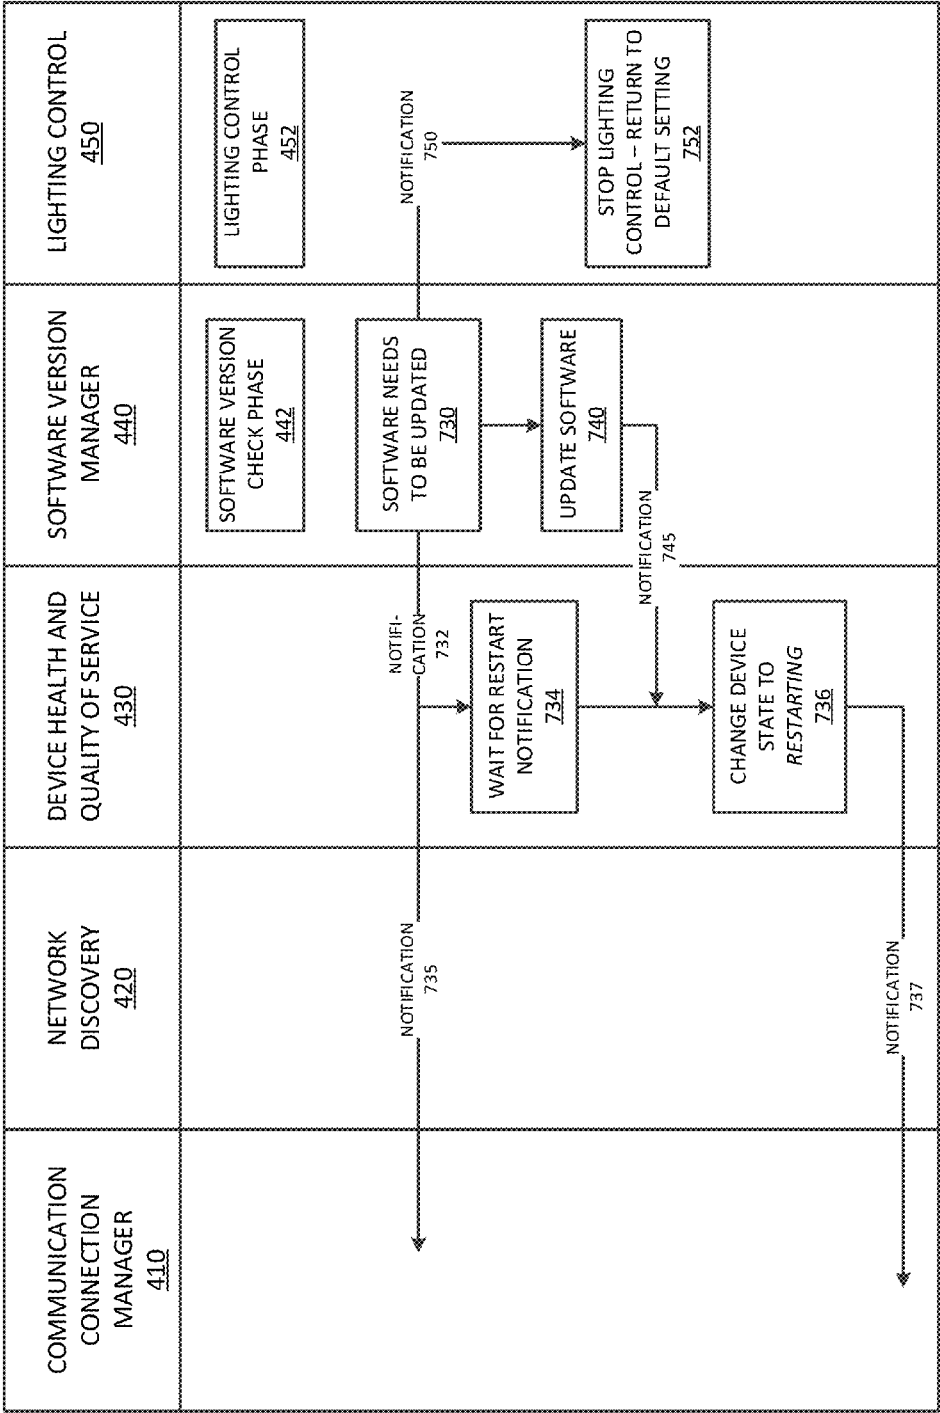 COMMUNICATION
CONNECTION
MANAGER
410
NETWORK
DISCOVERY
420
DEVICE HEALTH AND
QUALITY OF SERVICE
430
SOFTWARE VERSION
MANAGER
440
LIGHTING CONTROL
450
SOFTWARE VERSION
CHECK PHASE
442
LIGHTING CONTROL
PHASE
452
NOTIFICATION
735
NOTIFI-
CATION
732
SOFTWARE NEEDS
TO BE UPDATED
730
NOTIFICATION
750
WAIT FOR RESTART
NOTIFICATION
734
UPDATE SOFTWARE
740
STOP LIGHTING
CONTROL – RETURN TO
DEFAULT SETTING
752
NOTIFICATION
745
CHANGE DEVICE
STATE TO
RESTARTING
736
NOTIFICATION
737